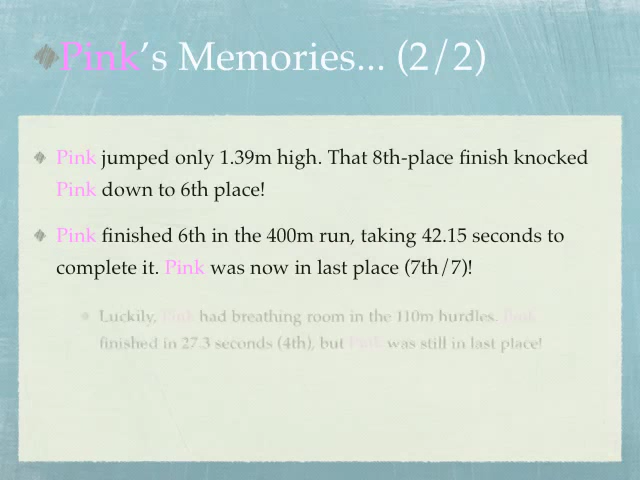 Pink's Memories... (2/2)
Pink jumped only 1.39m high. That 8th-place finish knocked
Pink down to 6th place!
Pink finished 6th in the 400m run, taking 42.15 seconds to
complete it. Pink was now in last place (7th/7)!
Luckily, Pink had breathing room in the 110m hurdles. Pink
finished in 27.3 seconds (4th), but Pink was still in last place!